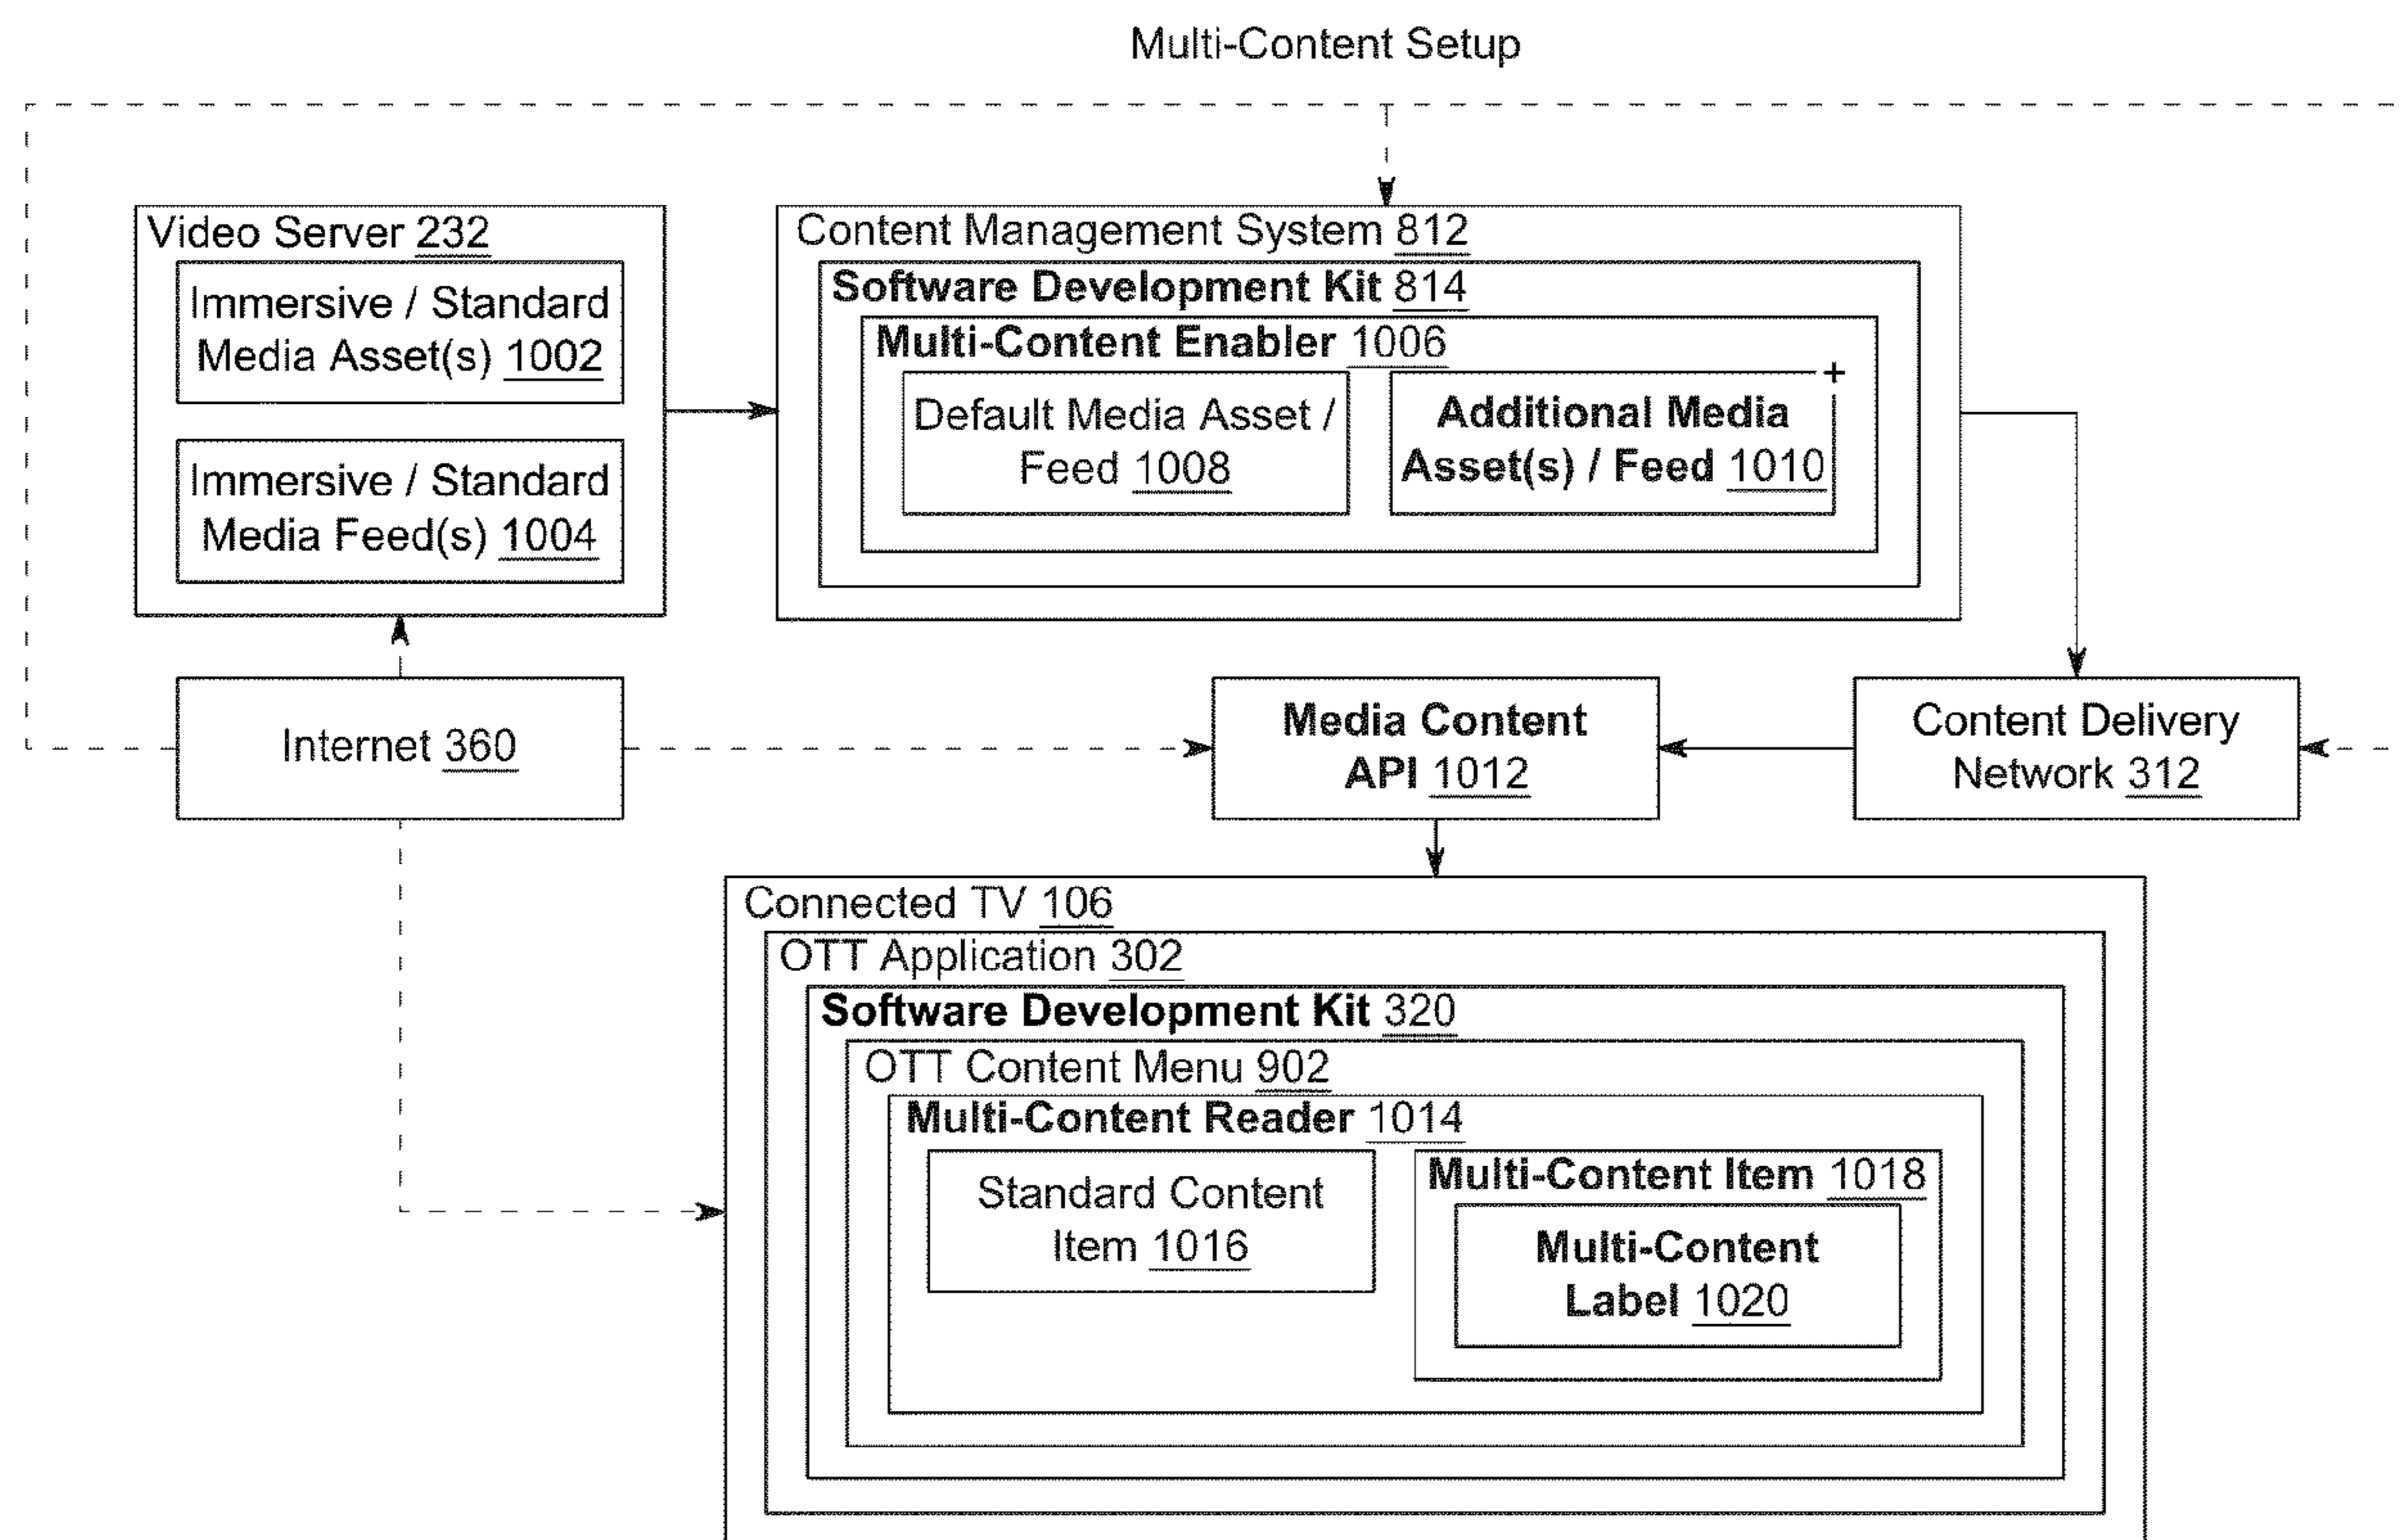 Multi-Content Setup
Video Server 232
Immersive / Standard
Media Asset(s) 1002
Immersive / Standard
Media Feed(s) 1004
Content Management System 812
Software Development Kit 814
Multi-Content Enabler 1006
Default Media Asset /
Feed 1008
+
Additional Media
Asset(s) / Feed 1010
Internet 360
Media Content
API 1012
Content Delivery
Network 312
Connected TV 106
OTT Application 302
Software Development Kit 320
OTT Content Menu 902
Multi-Content Reader 1014
Standard Content
Item 1016
Multi-Content Item 1018
Multi-Content
Label 1020